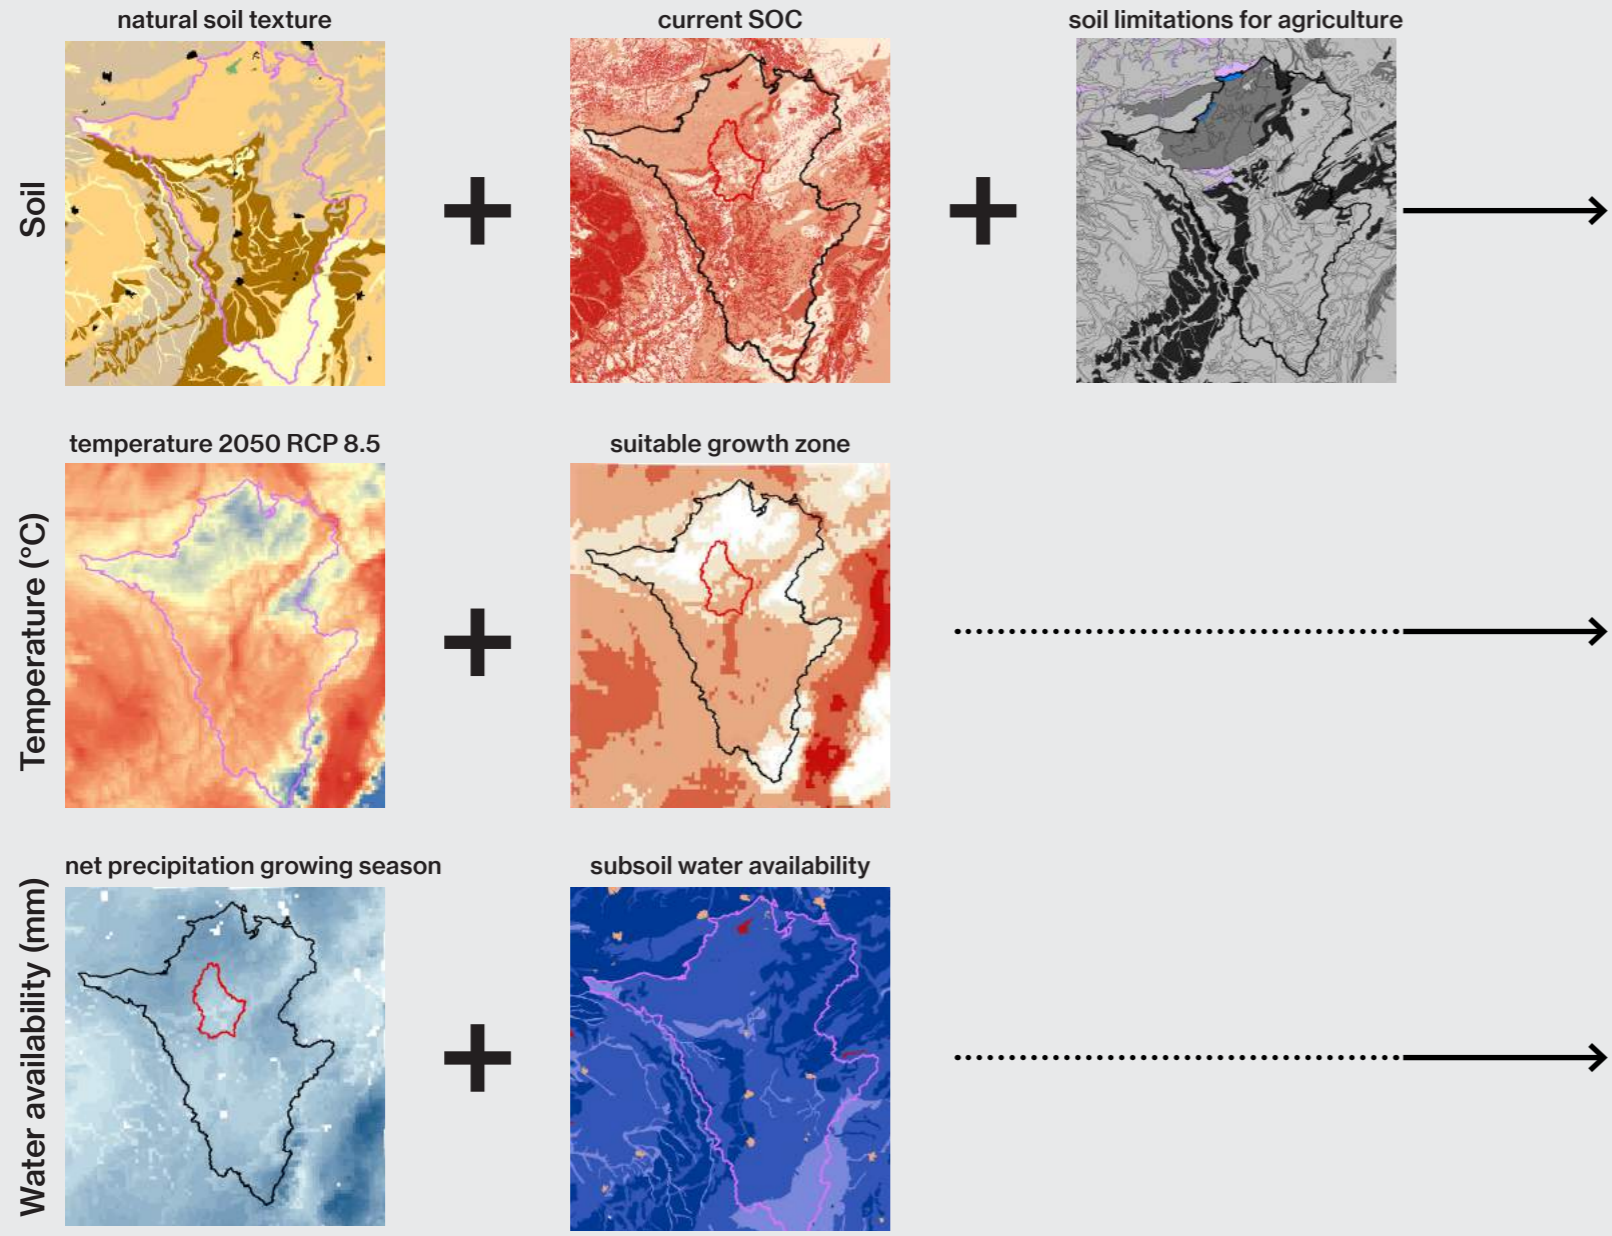 natural soil texture
current SOC
soil limitations for agriculture
Soil
+
+
temperature 2050 RCP 8.5
suitable growth zone
Temperature (°C)
+
net precipitation growing season
subsoil water availability
Water availability (mm)
+